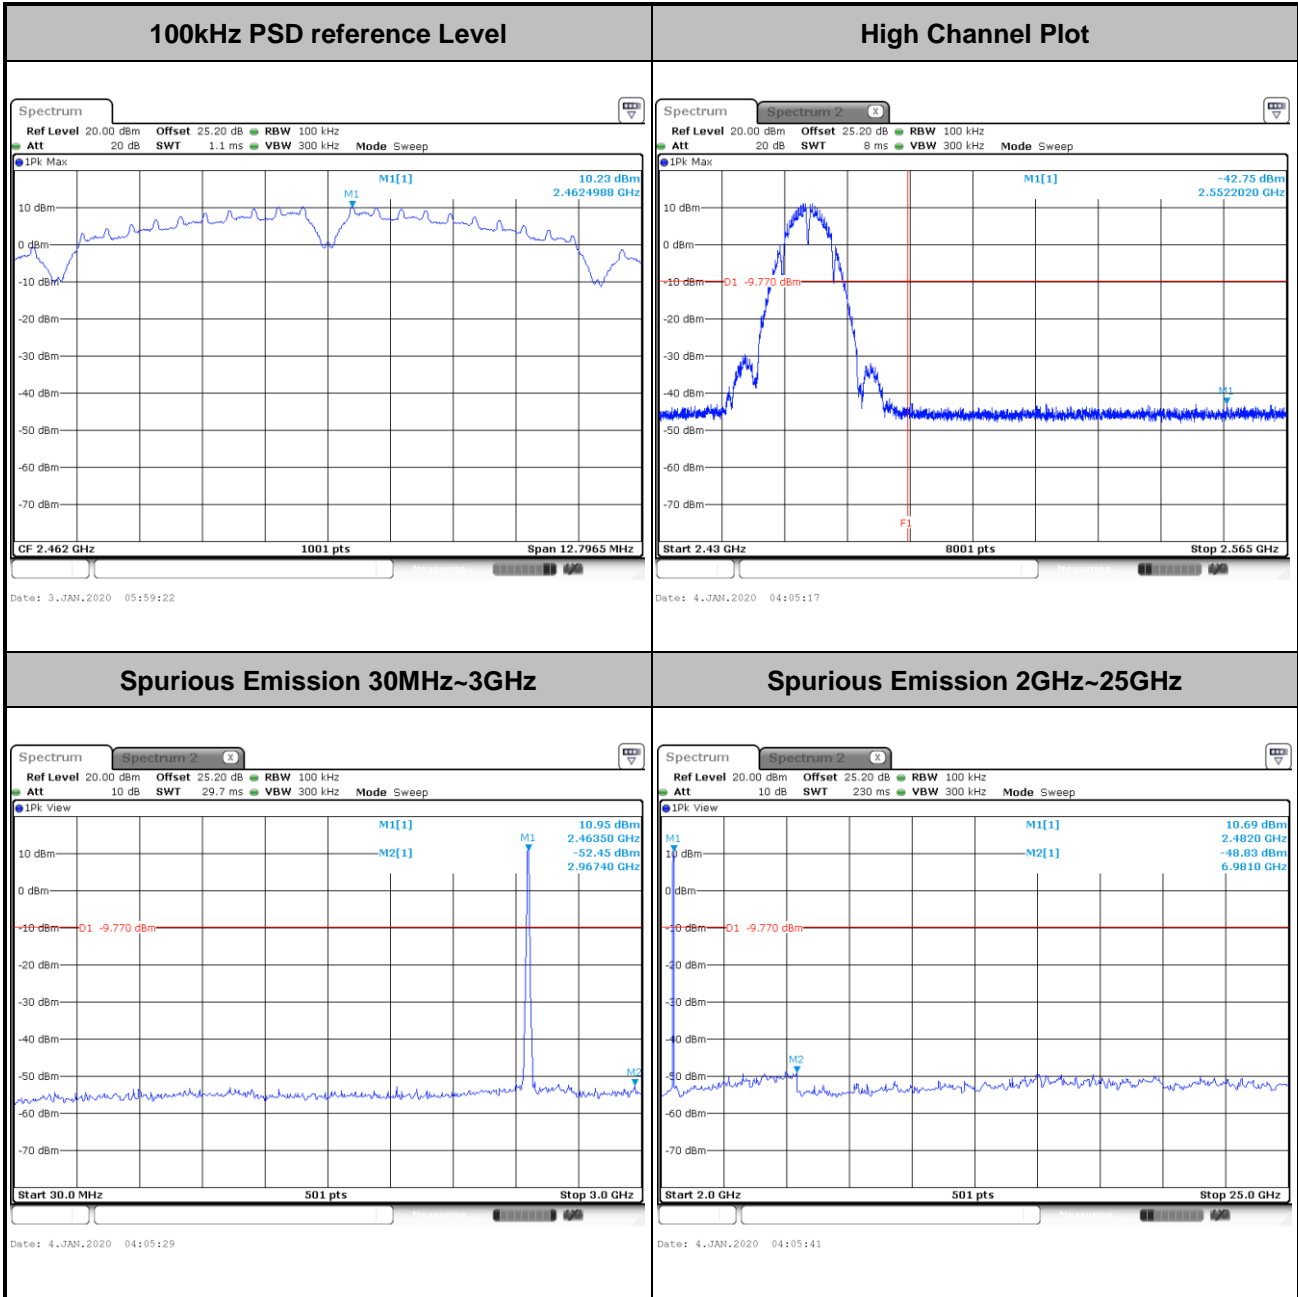 100kHz PSD reference Level
High Channel Plot
Spectrum
Ref Level 20.00 dBm Offset 25.20 dB RBW 100 kHz
Att 20 dB SWT 1.1 ms VBW 300 kHz Mode Sweep
1Pk Max
M1[1] 10.23 dBm
2.4624988 GHz
M1
10 dBm
0 dBm
-10 dBm
-20 dBm
-30 dBm
-40 dBm
-50 dBm
-60 dBm
-70 dBm
CF 2.462 GHz 1001 pts Span 12.7965 MHz
Measuring
Date: 3.JAN.2020 05:59:22
Spectrum Spectrum 2 X
Ref Level 20.00 dBm Offset 25.20 dB RBW 100 kHz
Att 20 dB SWT 8 ms VBW 300 kHz Mode Sweep
1Pk Max
M1[1] -42.75 dBm
2.5522020 GHz
10 dBm
0 dBm
-10 dBm D1 -9.770 dBm
-20 dBm
-30 dBm
-40 dBm
M1
-50 dBm
-60 dBm
-70 dBm
F1
Start 2.43 GHz 8001 pts Stop 2.565 GHz
Measuring
Date: 4.JAN.2020 04:05:17
Spurious Emission 30MHz~3GHz
Spurious Emission 2GHz~25GHz
Spectrum Spectrum 2 X
Ref Level 20.00 dBm Offset 25.20 dB RBW 100 kHz
Att 10 dB SWT 29.7 ms VBW 300 kHz Mode Sweep
1Pk View
M1[1] 10.95 dBm
M1 2.46350 GHz
10 dBm M2[1] -52.45 dBm
2.96740 GHz
0 dBm
-10 dBm D1 -9.770 dBm
-20 dBm
-30 dBm
-40 dBm
-50 dBm M2
-60 dBm
-70 dBm
Start 30.0 MHz 501 pts Stop 3.0 GHz
Measuring
Date: 4.JAN.2020 04:05:29
Spectrum Spectrum 2 X
Ref Level 20.00 dBm Offset 25.20 dB RBW 100 kHz
Att 10 dB SWT 230 ms VBW 300 kHz Mode Sweep
1Pk View
M1[1] 10.69 dBm
M1 2.4820 GHz
10 dBm M2[1] -48.83 dBm
6.9810 GHz
0 dBm
-10 dBm D1 -9.770 dBm
-20 dBm
-30 dBm
-40 dBm
M2
-50 dBm
-60 dBm
-70 dBm
Start 2.0 GHz 501 pts Stop 25.0 GHz
Measuring
Date: 4.JAN.2020 04:05:41